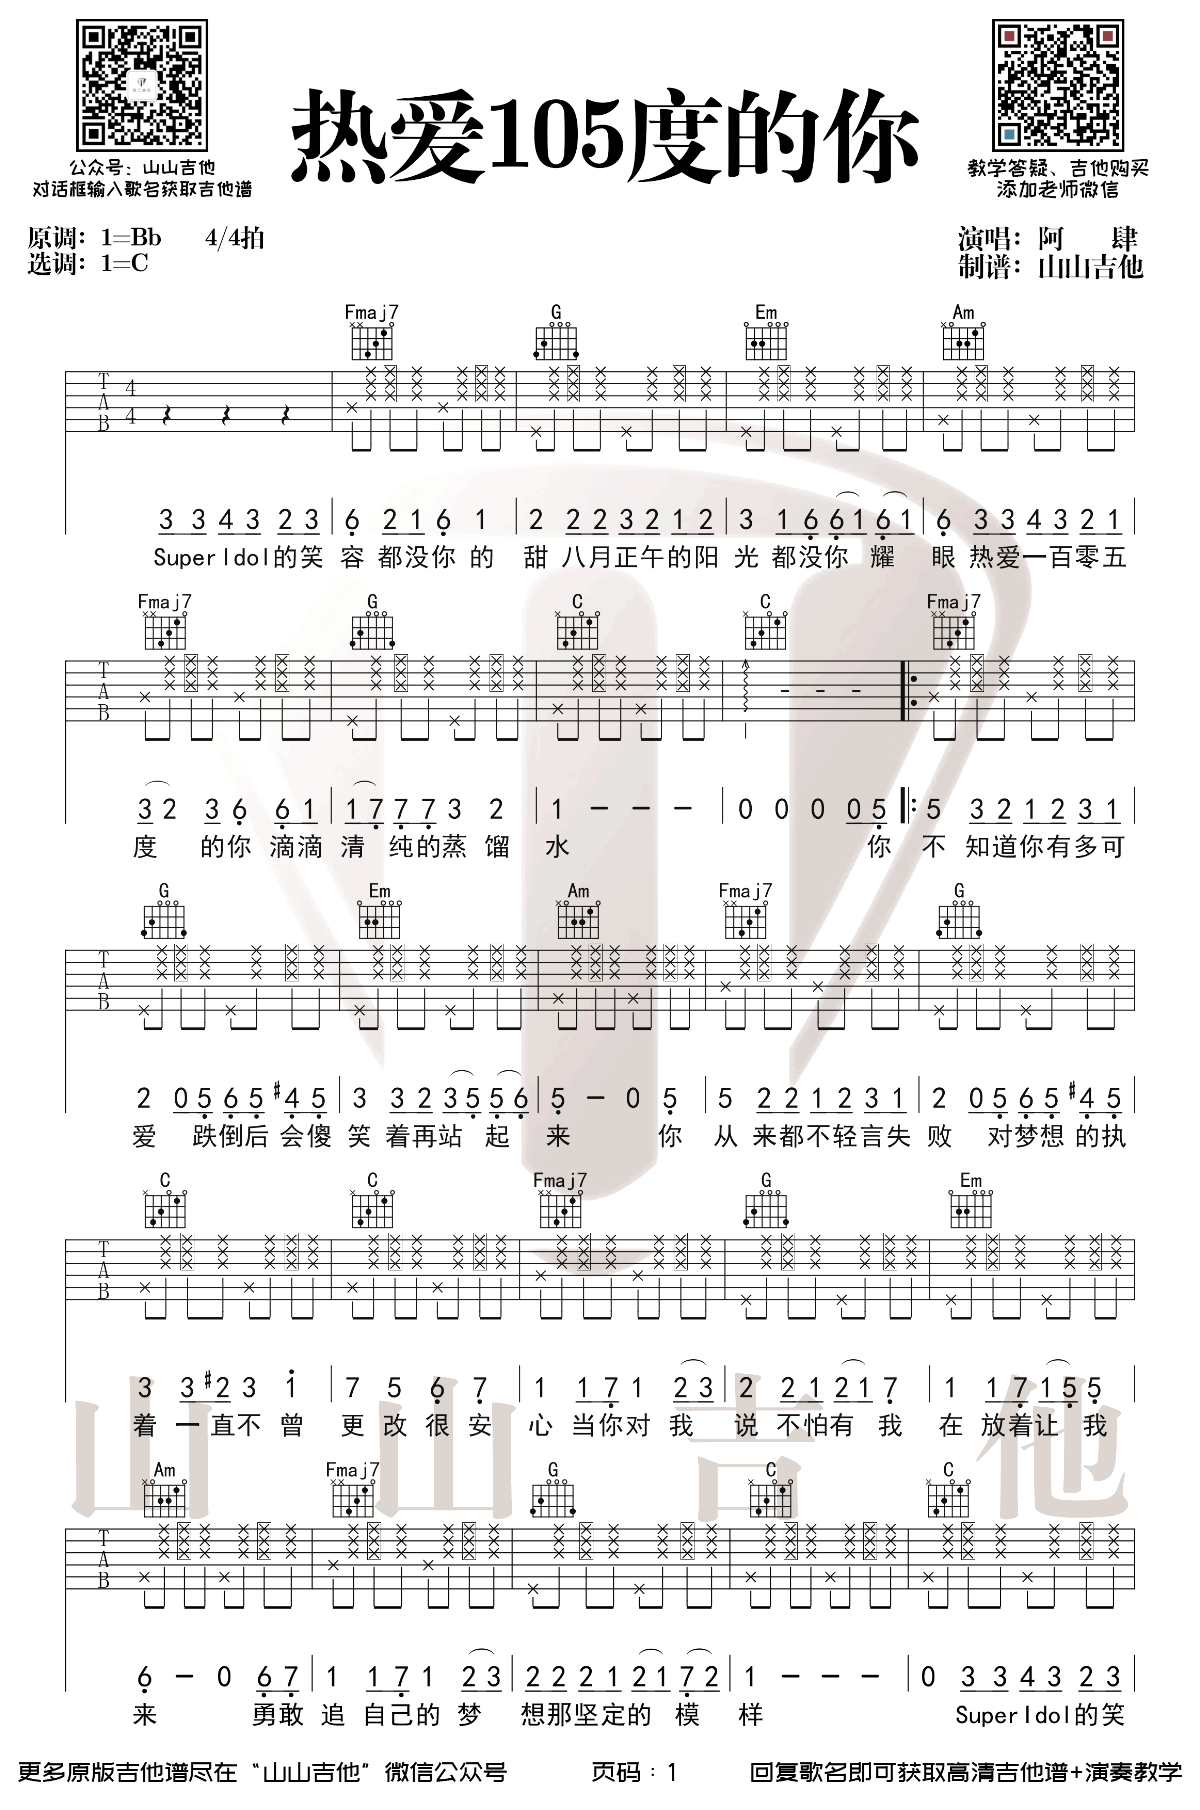 热爱105度的你
公众号：山山吉他
对话框输入歌名获取吉他谱
教学答疑、吉他购买
添加老师微信
原调：1=Bb 4/4拍
选调：1=C
演唱：阿 肆
制谱：山山吉他
Fmaj7 G Em Am
T A B 4/4
3 3 4 3 2 3 | 6 2 1 6 1 | 2 2 2 3 2 1 2 | 3 1 6 6 1 6 1 | 6 3 3 4 3 2 1
Super Idol的笑 容 都没你 的 甜 八月正午的阳 光 都没你 耀 眼 热爱一百零五
Fmaj7 G C C Fmaj7
T A B
3 2 3 6 6 1 | 1 7 7 7 3 2 | 1 – – – | 0 0 0 0 5 |: 5 3 2 1 2 3 1
度 的你 滴滴 清 纯的蒸 馏 水 你 不 知道你有多可
G Em Am Fmaj7 G
T A B
2 0 5 6 5 #4 5 | 3 3 2 3 5 5 6 | 5 – 0 5 | 5 2 2 1 2 3 1 | 2 0 5 6 5 #4 5
爱 跌倒后 会傻 笑 着再站 起 来 你 从 来都不轻言失 败 对梦想 的执
C C Fmaj7 G Em
T A B
3 3 #2 3 1 | 7 5 6 7 | 1 1 7 1 2 3 | 2 2 1 2 1 7 | 1 1 7 1 5 5
着 一直不 曾 更 改 很 安 心 当你对 我 说 不怕有 我 在 放着让 我
山山吉他
Am Fmaj7 G C C
T A B
6 – 0 6 7 | 1 1 7 1 2 3 | 2 2 2 1 2 1 7 2 | 1 – – – | 0 3 3 4 3 2 3
来 勇敢 追 自己的 梦 想那坚定的 模 样 Super Idol的笑
更多原版吉他谱尽在“山山吉他”微信公众号 页码：1 回复歌名即可获取高清吉他谱+演奏教学